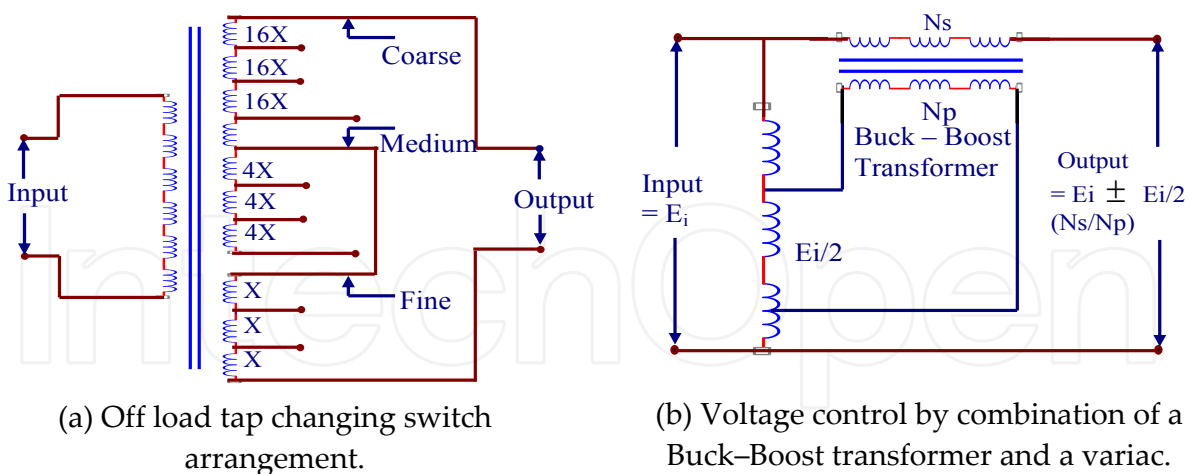 16X
16X
16X
Coarse
Medium
4X
4X
4X
Input
Output
X
X
X
Fine
(a) Off load tap changing switch
arrangement.
Ns
Np
Buck – Boost
Transformer
Input
= Ei
Ei/2
Output
= Ei ± Ei/2
(Ns/Np)
(b) Voltage control by combination of a
Buck–Boost transformer and a variac.
IntechOpen